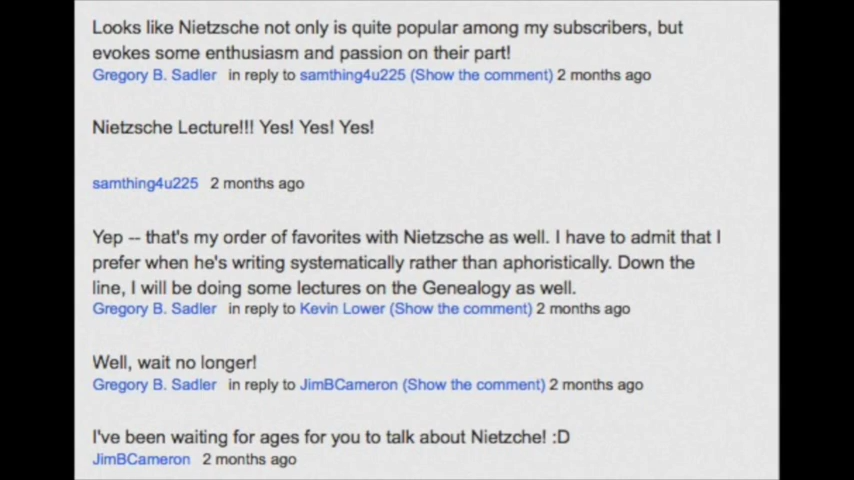 Looks like Nietzsche not only is quite popular among my subscribers, but
evokes some enthusiasm and passion on their part!
Gregory B. Sadler in reply to samthing4u225 (Show the comment) 2 months ago
Nietzsche Lecture!!! Yes! Yes! Yes!
samthing4u225 2 months ago
Yep -- that's my order of favorites with Nietzsche as well. I have to admit that I
prefer when he's writing systematically rather than aphoristically. Down the
line, I will be doing some lectures on the Genealogy as well.
Gregory B. Sadler in reply to Kevin Lower (Show the comment) 2 months ago
Well, wait no longer!
Gregory B. Sadler in reply to JimBCameron (Show the comment) 2 months ago
I've been waiting for ages for you to talk about Nietzche! :D
JimBCameron 2 months ago